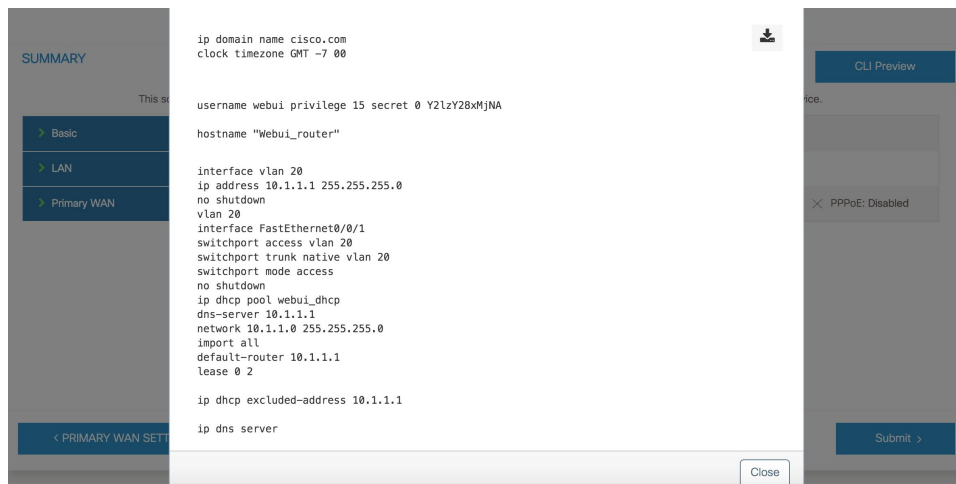 SUMMARY
CLI Preview
This
Basic
LAN
Primary WAN
ip domain name cisco.com
clock timezone GMT -7 00
username webui privilege 15 secret 0 Y2lzY28xMjNA
hostname "Webui_router"
interface vlan 20
ip address 10.1.1.1 255.255.255.0
no shutdown
vlan 20
interface FastEthernet0/0/1
switchport access vlan 20
switchport trunk native vlan 20
switchport mode access
no shutdown
ip dhcp pool webui_dhcp
dns-server 10.1.1.1
network 10.1.1.0 255.255.255.0
import all
default-router 10.1.1.1
lease 0 2
ip dhcp excluded-address 10.1.1.1
ip dns server
PPPoE: Disabled
< PRIMARY WAN SETT
Submit >
Close